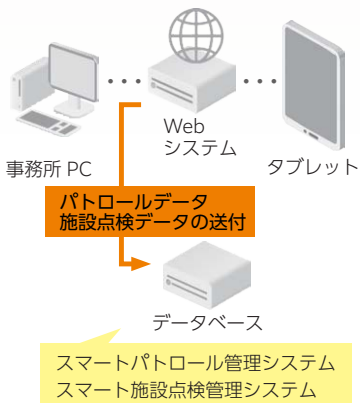 Web
システム
事務所 PC
タブレット
パトロールデータ
施設点検データの送付
データベース
スマートパトロール管理システム
スマート施設点検管理システム